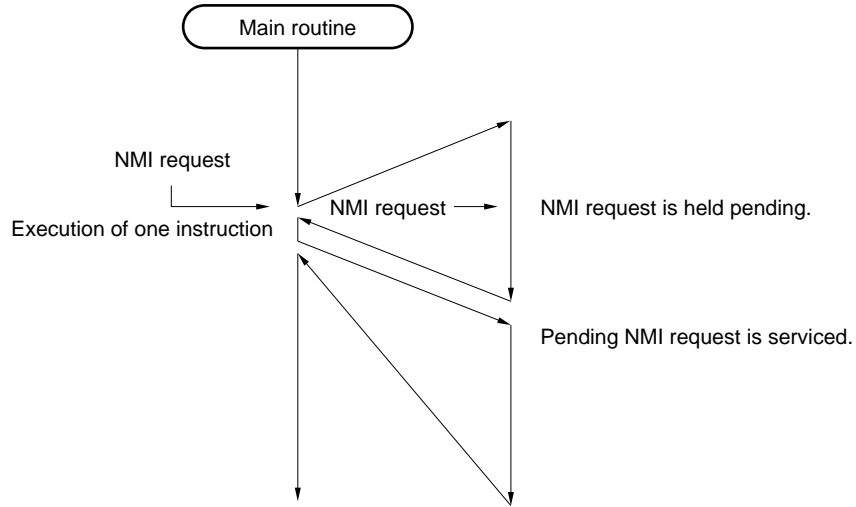 Main routine
NMI request
NMI request
NMI request is held pending.
Execution of one instruction
Pending NMI request is serviced.